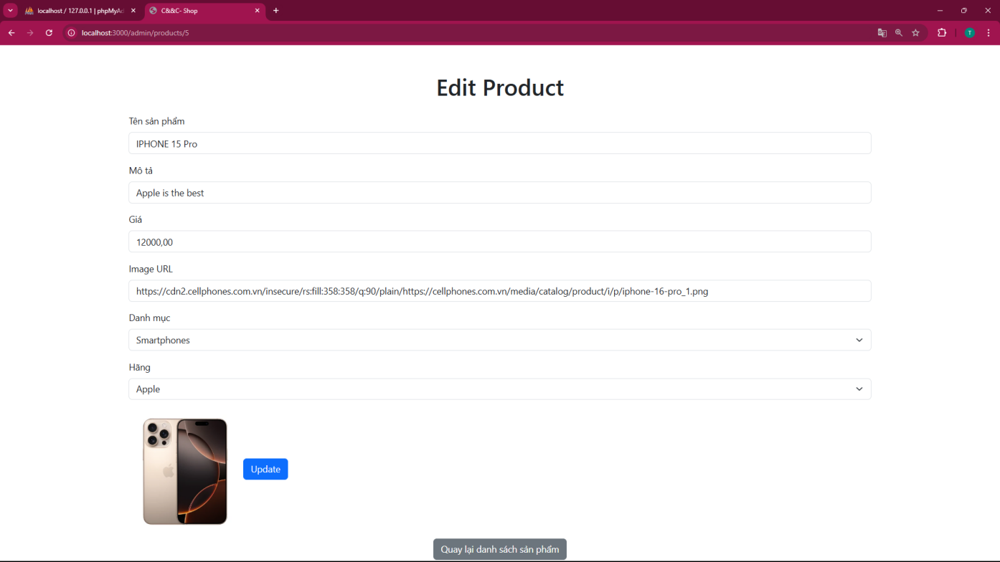 localhost / 127.0.0.1 | phpMyAd
C&&C- Shop
localhost:3000/admin/products/5
T
Edit Product
Tên sản phẩm
IPHONE 15 Pro
Mô tả
Apple is the best
Giá
12000,00
Image URL
https://cdn2.cellphones.com.vn/insecure/rs:fill:358:358/q:90/plain/https://cellphones.com.vn/media/catalog/product/i/p/iphone-16-pro_1.png
Danh mục
Smartphones
Hãng
Apple
Update
Quay lại danh sách sản phẩm